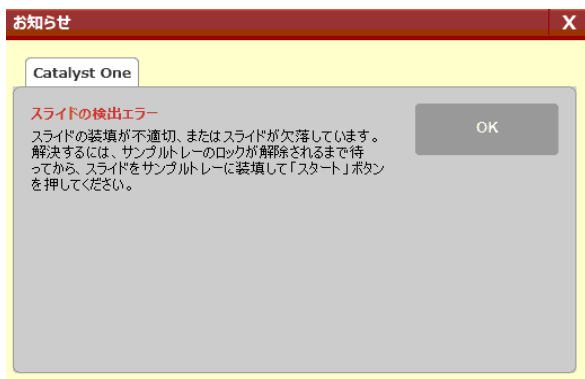 お知らせ
X
Catalyst One
スライドの検出エラー
スライドの装填が不適切、またはスライドが欠落しています。
解決するには、サンプルトレーのロックが解除されるまで待
ってから、スライドをサンプルトレーに装填して「スタート」ボタン
を押してください。
OK